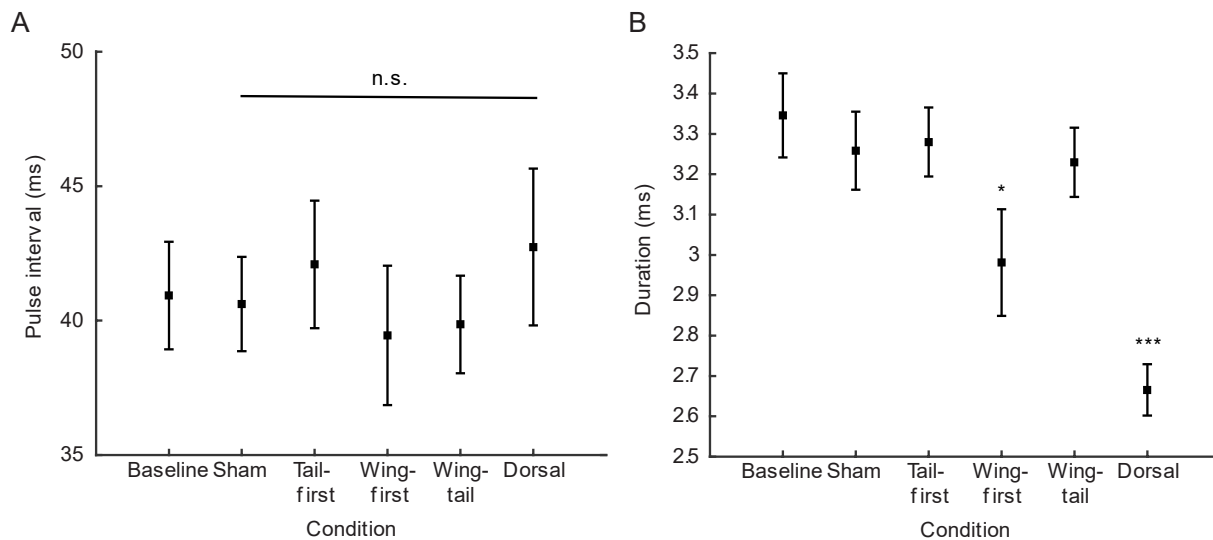 A
50
n.s.
45
40
35
Pulse interval (ms)
Baseline Sham Tail- Wing- Wing- Dorsal
first first tail
Condition
B
3.5
3.4
3.3
3.2
3.1
3
2.9
2.8
2.7
2.6
2.5
*
***
Duration (ms)
Baseline Sham Tail- Wing- Wing- Dorsal
first first tail
Condition